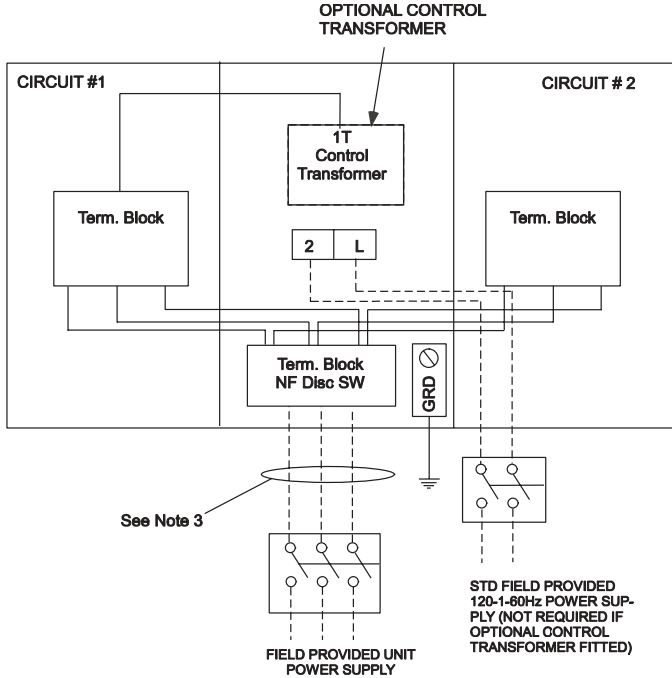 OPTIONAL CONTROL
TRANSFORMER
CIRCUIT #1
CIRCUIT # 2
1T
Control
Transformer
Term. Block
Term. Block
2
L
Term. Block
NF Disc SW
GRD
See Note 3
STD FIELD PROVIDED
120-1-60Hz POWER SUP-
PLY (NOT REQUIRED IF
OPTIONAL CONTROL
TRANSFORMER FITTED)
FIELD PROVIDED UNIT
POWER SUPPLY